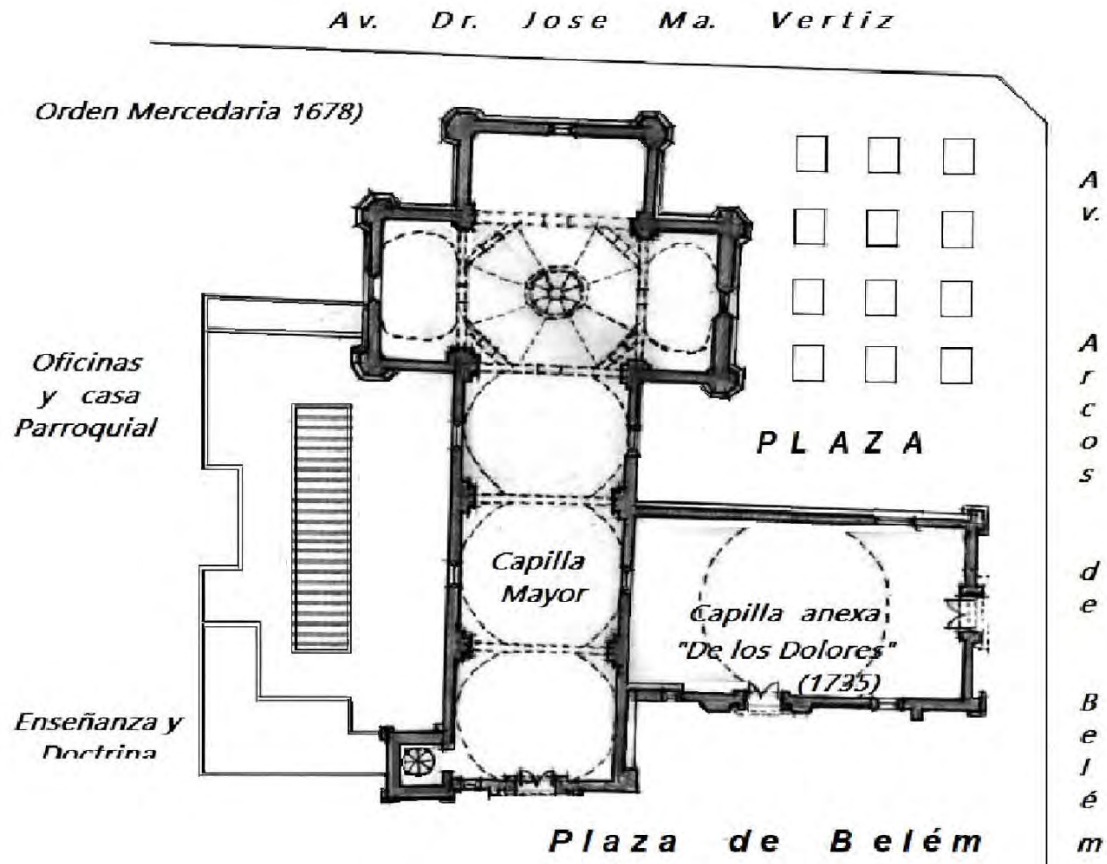 Av. Dr. Jose Ma. Vertiz
Orden Mercedaria 1678)
Av. Arcos de Belém
Oficinas
y casa
Parroquial
PLAZA
Capilla
Mayor
Capilla anexa
"De los Dolores"
(1735)
Enseñanza y
Doctrina
Plaza de Belém